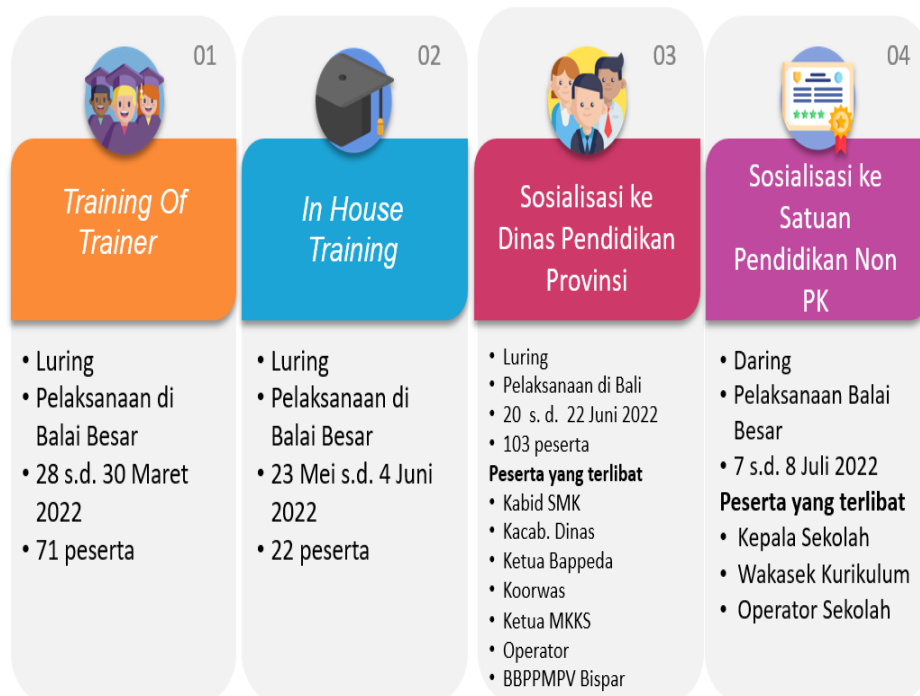 01
Training Of
Trainer
• Luring
• Pelaksanaan di
Balai Besar
• 28 s.d. 30 Maret
2022
• 71 peserta
02
In House
Training
• Luring
• Pelaksanaan di
Balai Besar
• 23 Mei s.d. 4 Juni
2022
• 22 peserta
03
Sosialisasi ke
Dinas Pendidikan
Provinsi
• Luring
• Pelaksanaan di Bali
• 20 s. d. 22 Juni 2022
• 103 peserta
Peserta yang terlibat
• Kabid SMK
• Kacab. Dinas
• Ketua Bappeda
• Koorwas
• Ketua MKKS
• Operator
• BBPPMPV Bispar
04
Sosialisasi ke
Satuan
Pendidikan Non
PK
• Daring
• Pelaksanaan Balai
Besar
• 7 s.d. 8 Juli 2022
Peserta yang terlibat
• Kepala Sekolah
• Wakasek Kurikulum
• Operator Sekolah